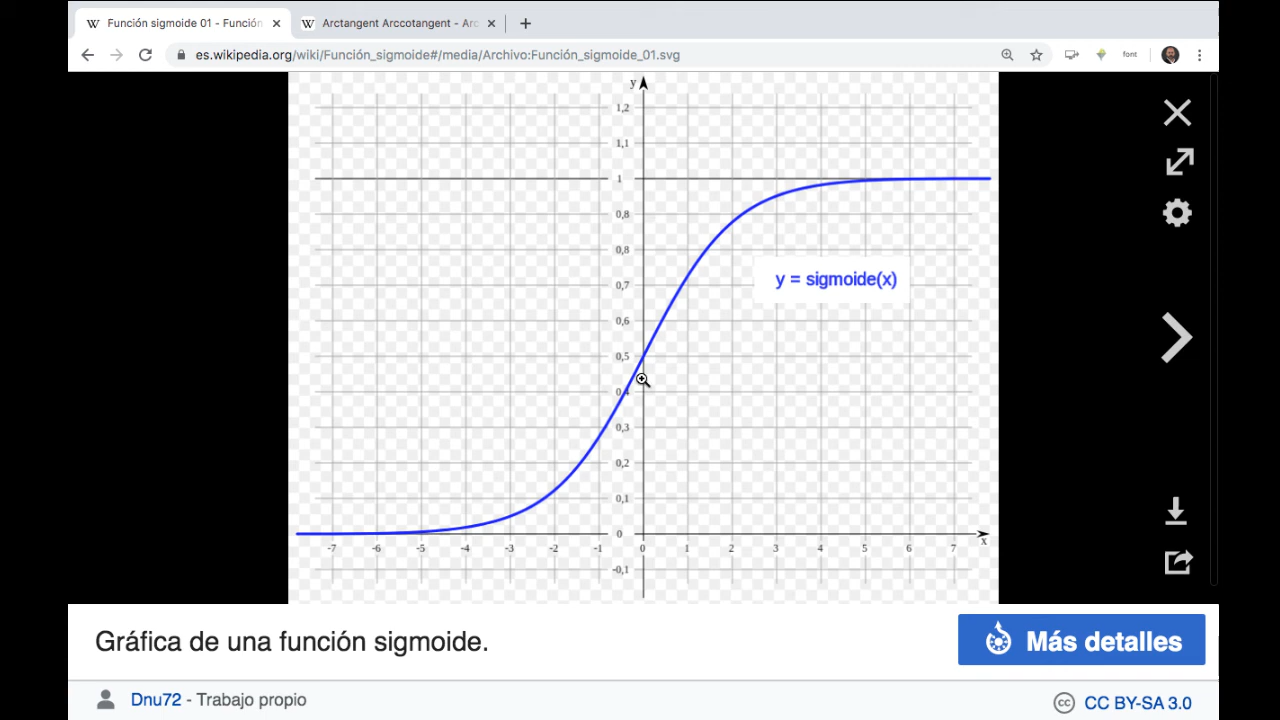 Función sigmoide 01 - Función
Arctangent Arccotangent - Arc
es.wikipedia.org/wiki/Función_sigmoide#/media/Archivo:Función_sigmoide_01.svg
font
y
1,2
1,1
1
0,8
0,8
y = sigmoide(x)
0,7
0,6
0,5
0,4
0,3
0,2
0,1
0
-7 -6 -5 -4 -3 -2 -1 0 1 2 3 4 5 6 7 x
-0,1
Gráfica de una función sigmoide.
Más detalles
Dnu72 - Trabajo propio
cc CC BY-SA 3.0